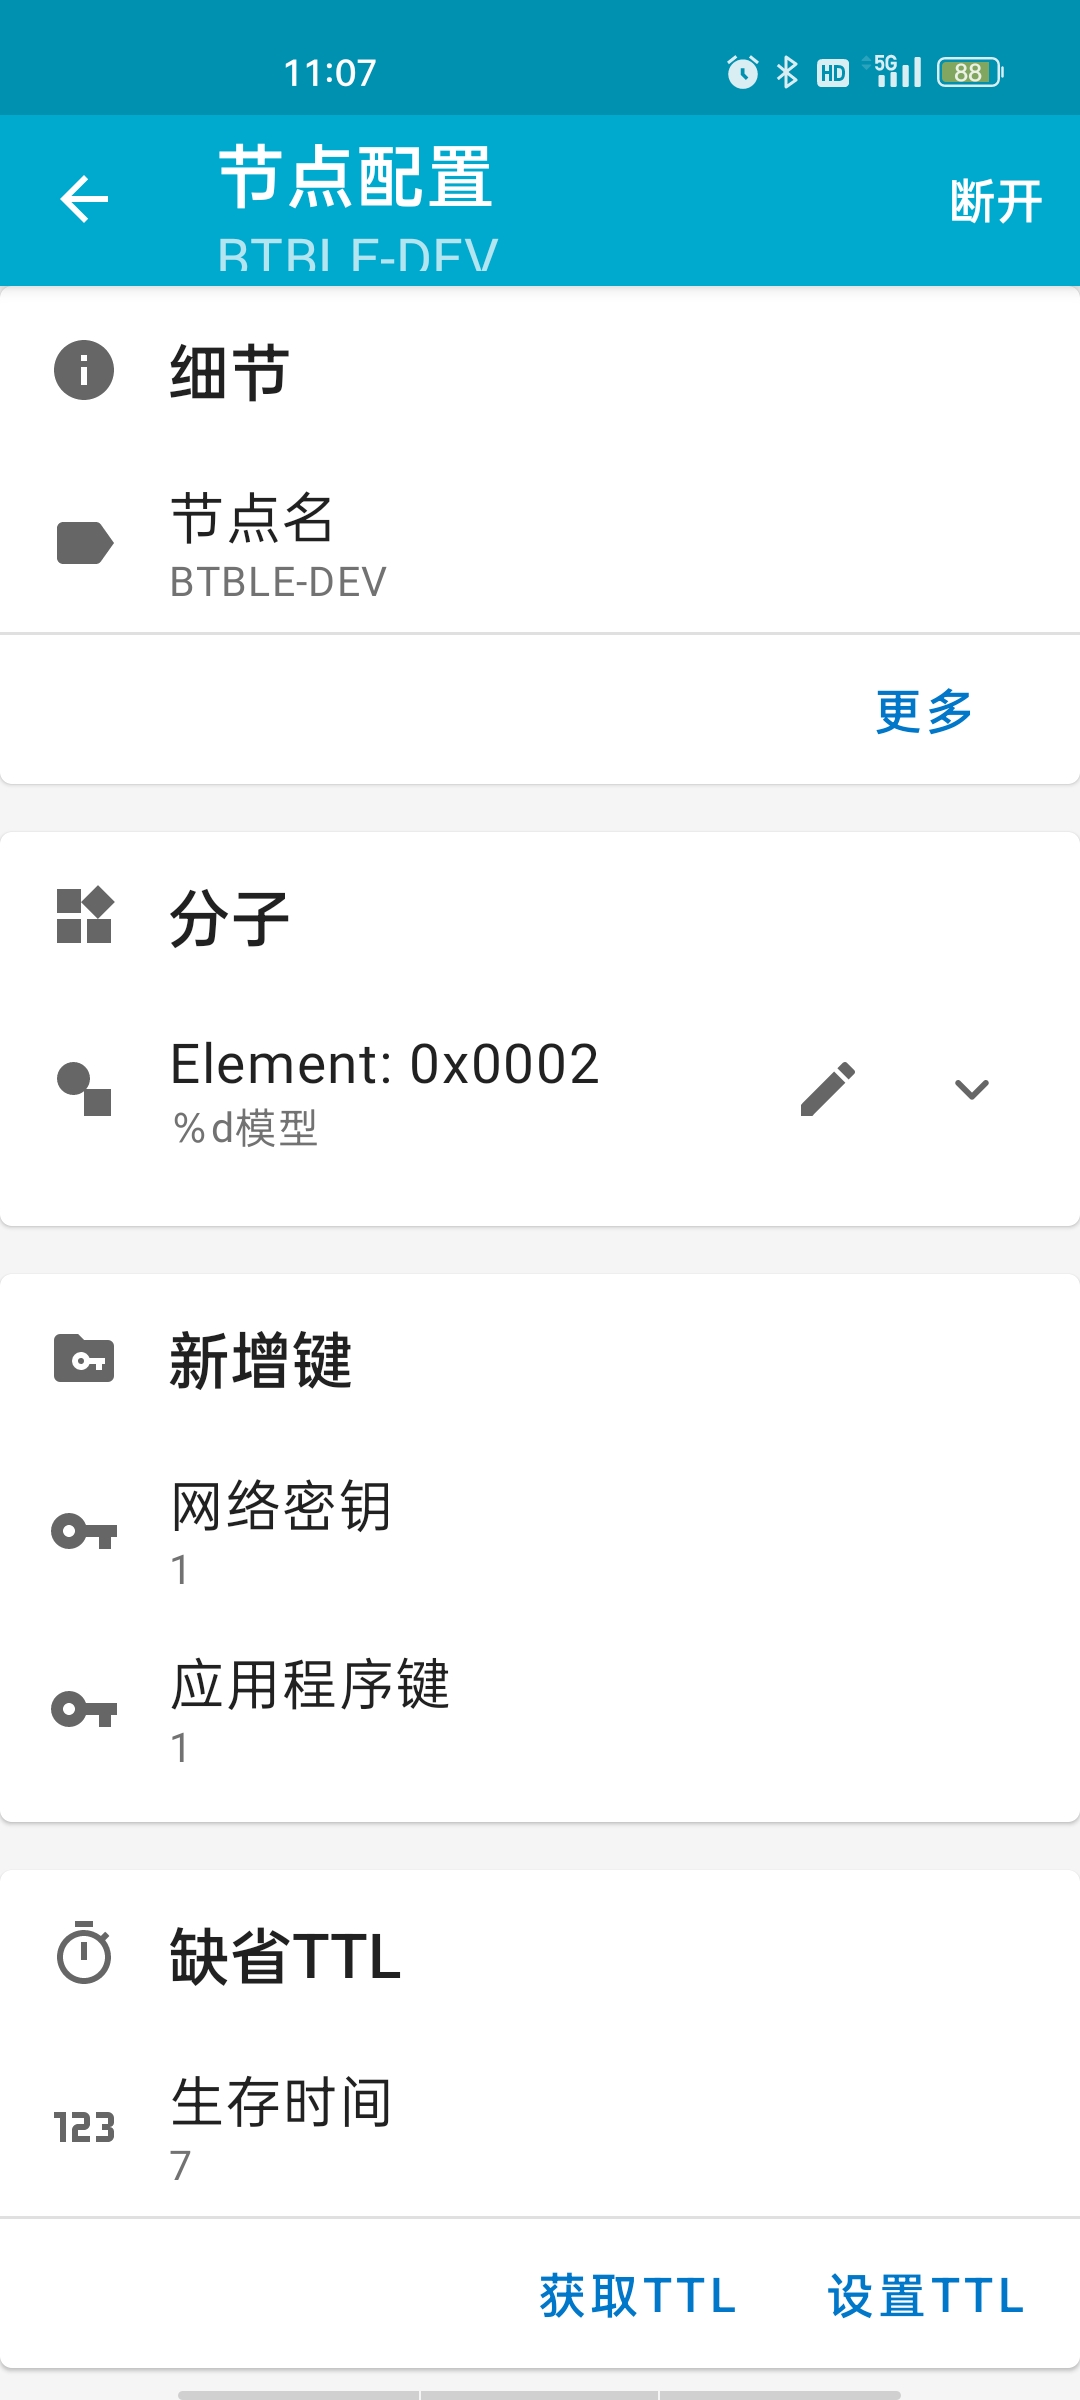 11:07
HD 5G 88
节点配置
断开
BTBLE-DEV
细节
节点名
BTBLE-DEV
更多
分子
Element: 0x0002
%d模型
新增键
网络密钥
1
应用程序键
1
缺省TTL
123
生存时间
7
获取TTL
设置TTL